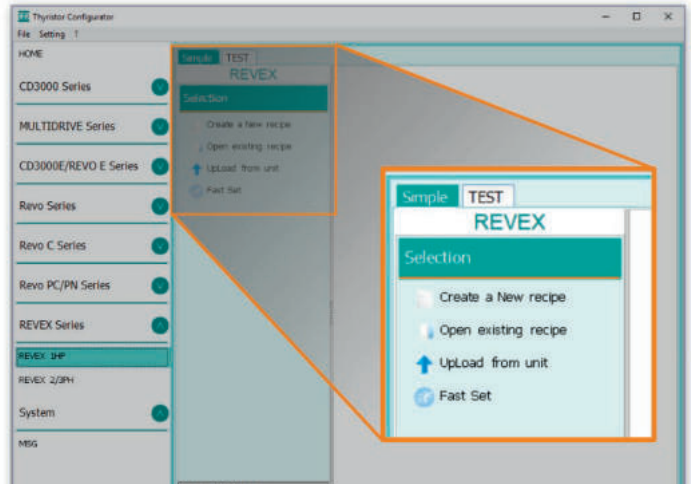 Thyristor Configurator
File Setting ?
HOME
CD3000 Series
MULTIDRIVE Series
CD3000E/REVO E Series
Revo Series
Revo C Series
Revo PC/PN Series
REVEX Series
REVEX 1HP
REVEX 2/3PH
System
MSG
Simple TEST
REVEX
Selection
Create a New recipe
Open existing recipe
UpLoad from unit
Fast Set
Simple TEST
REVEX
Selection
Create a New recipe
Open existing recipe
UpLoad from unit
Fast Set